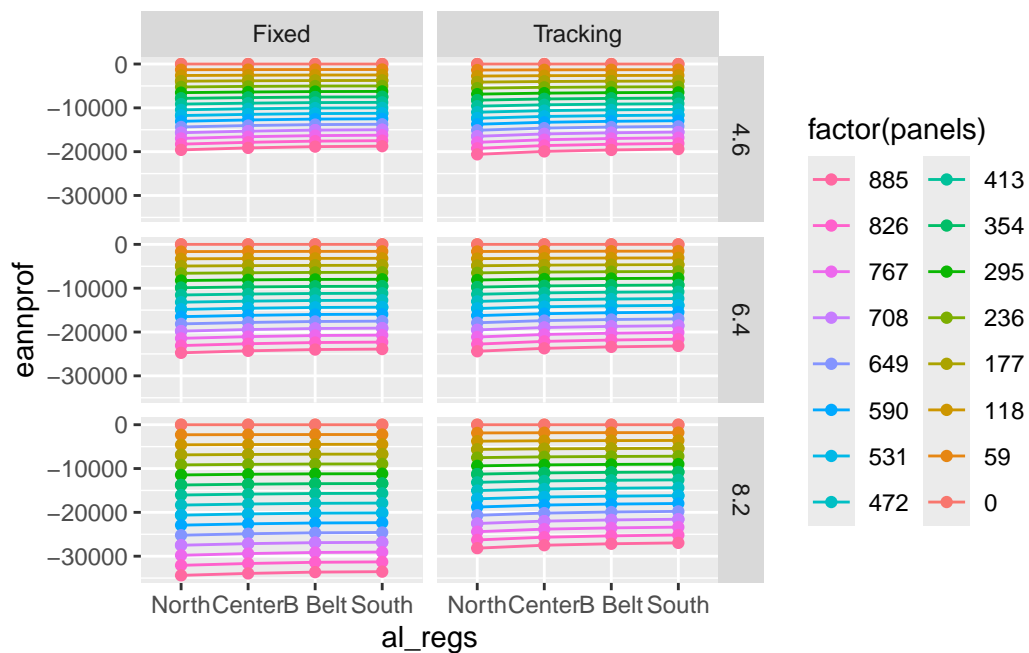 Fixed
Tracking
0
−10000
−20000
−30000
4.6
0
−10000
−20000
−30000
6.4
0
−10000
−20000
−30000
8.2
eannprof
North
Center
B Belt
South
North
Center
B Belt
South
al_regs
factor(panels)
885
826
767
708
649
590
531
472
413
354
295
236
177
118
59
0